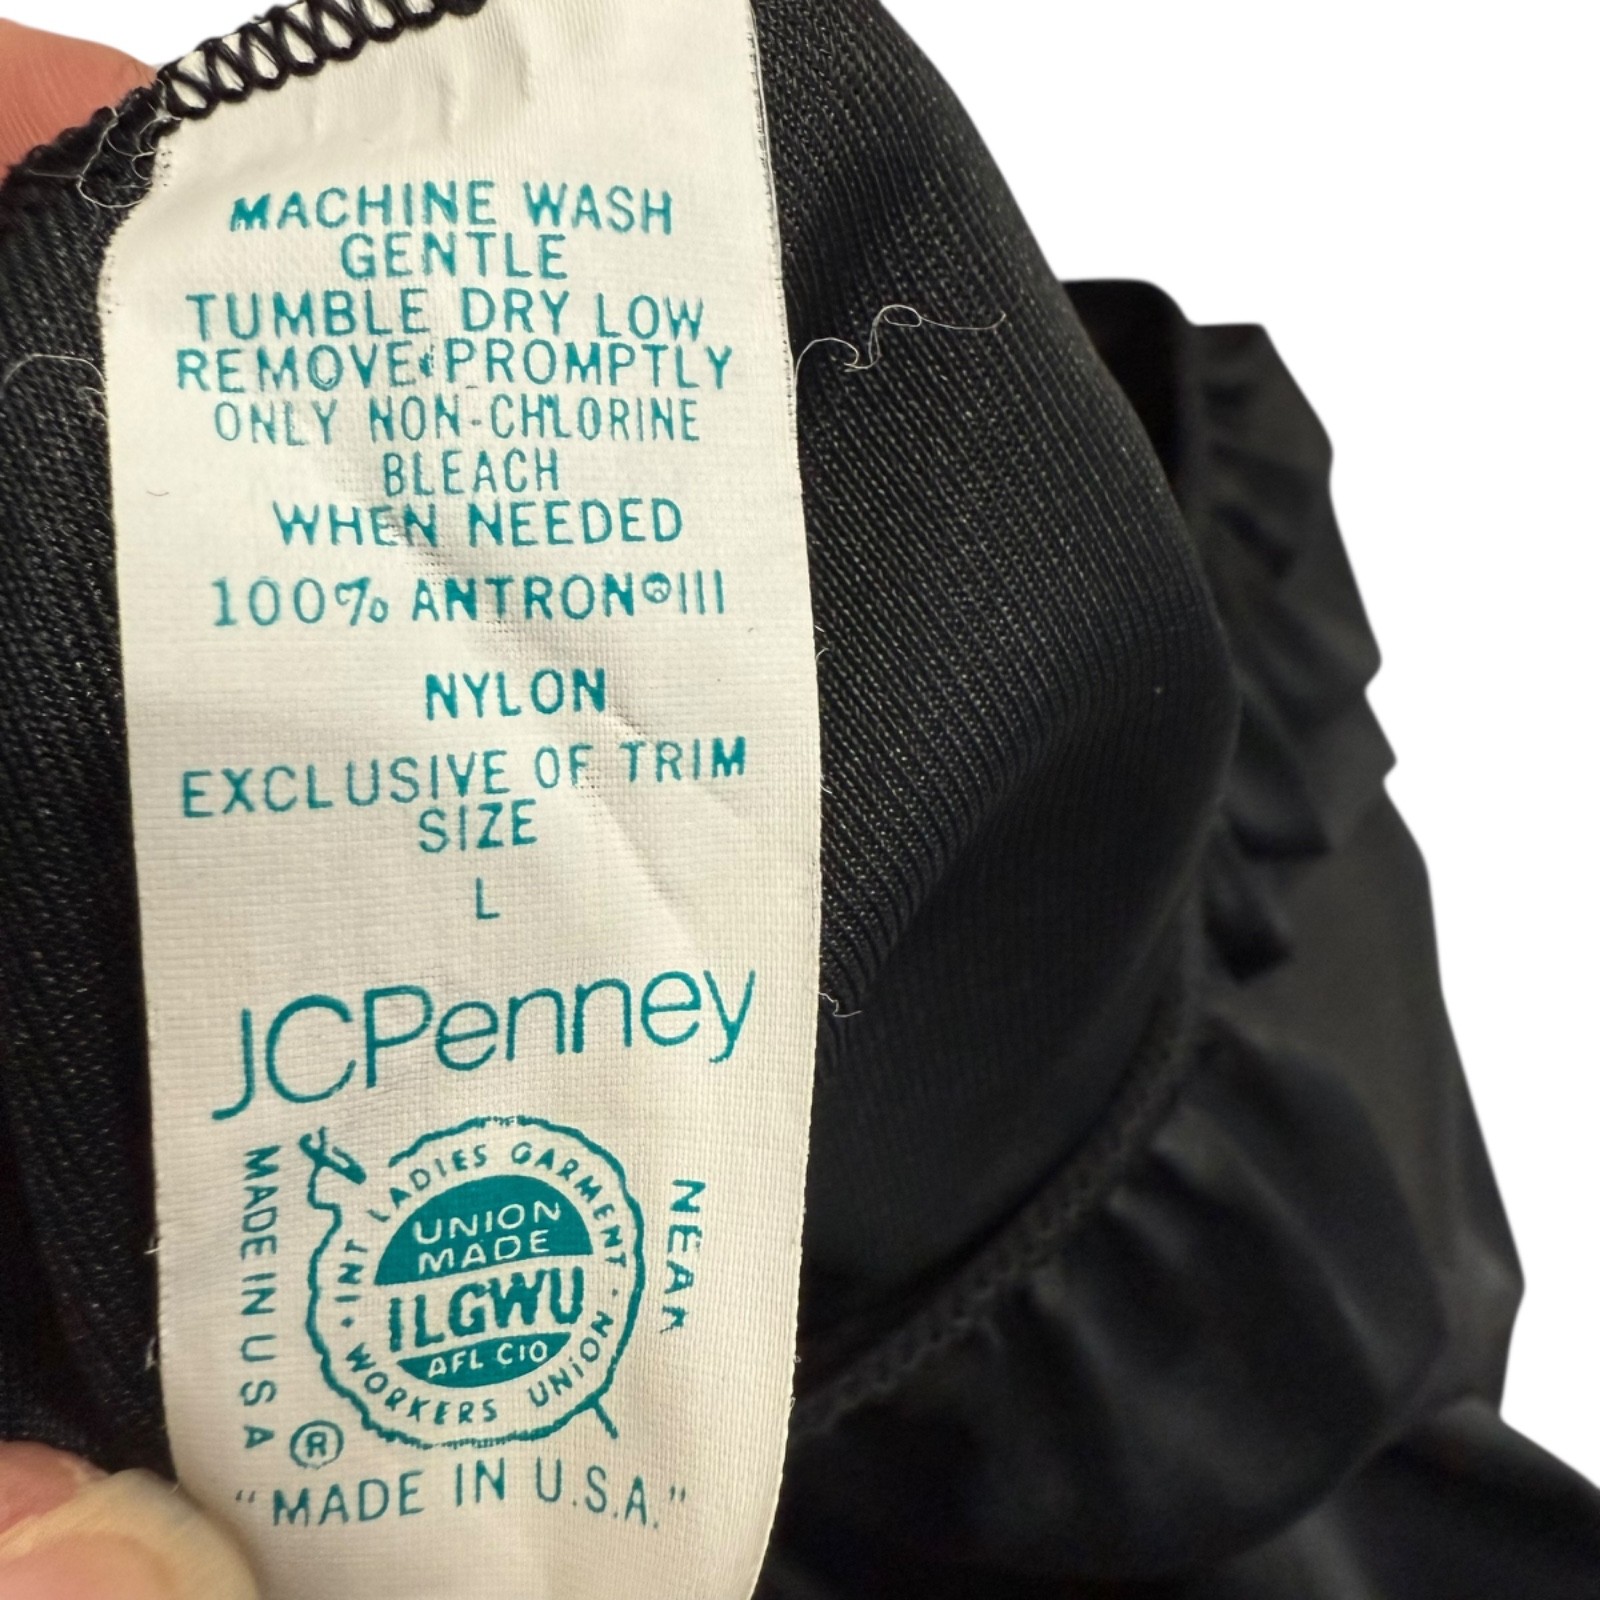 MACHINE WASH
GENTLE
TUMBLE DRY LOW
REMOVE PROMPTLY
ONLY NON-CHLORINE
BLEACH
WHEN NEEDED
100% ANTRON®III
NYLON
EXCLUSIVE OF TRIM
SIZE
L
JCPenney
MADE IN USA
INT LADIES GARMENT
WORKERS UNION
UNION
MADE
ILGWU
AFL CIO
®
"MADE IN U.S.A."